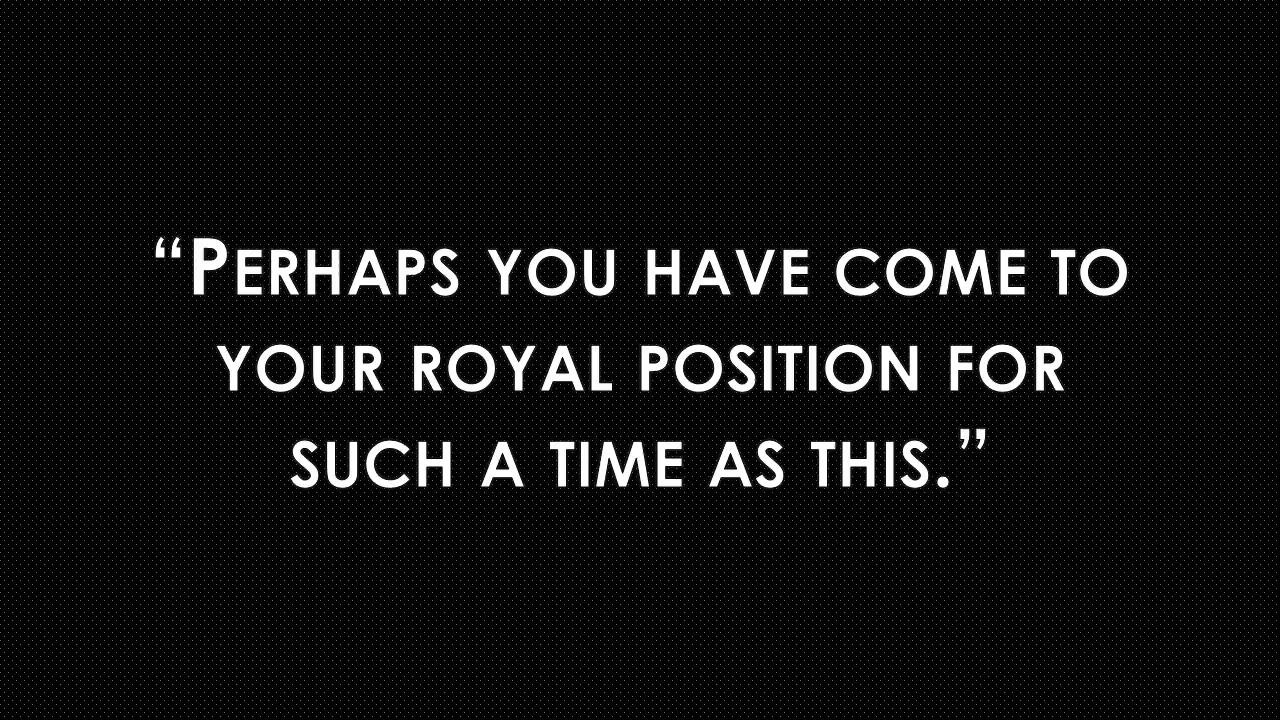 “Perhaps you have come to
your royal position for
such a time as this.”